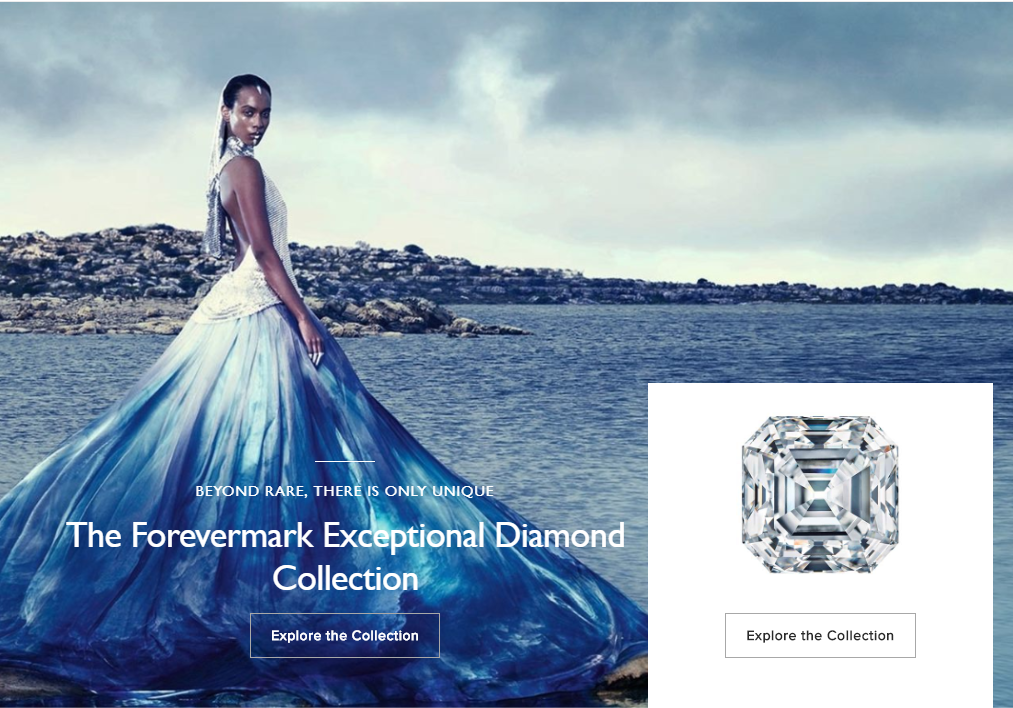 BEYOND RARE, THERE IS ONLY UNIQUE
The Forevermark Exceptional Diamond
Collection
Explore the Collection
Explore the Collection